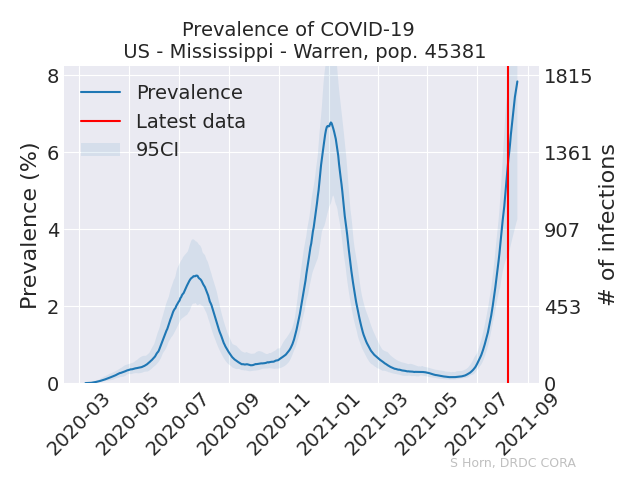 Prevalence of COVID-19
US - Mississippi - Warren, pop. 45381
Prevalence
Latest data
95CI
Prevalence (%)
8
6
4
2
0
1815
1361
907
453
0
# of infections
2020-03
2020-05
2020-07
2020-09
2020-11
2021-01
2021-03
2021-05
2021-07
2021-09
S Horn, DRDC CORA